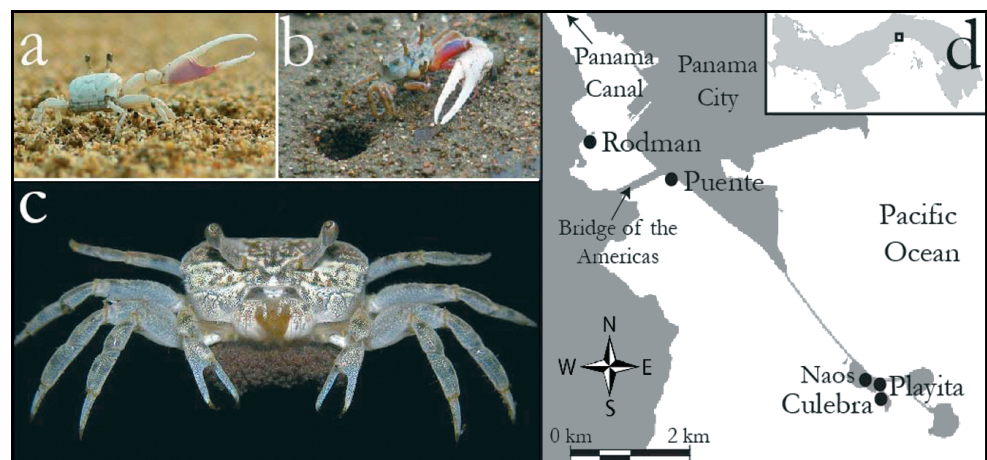 a
b
c
d
Panama
Canal
Panama
City
Rodman
Puente
Bridge of the
Americas
Pacific
Ocean
N
W E
S
Naos
Playita
Culebra
0 km 2 km